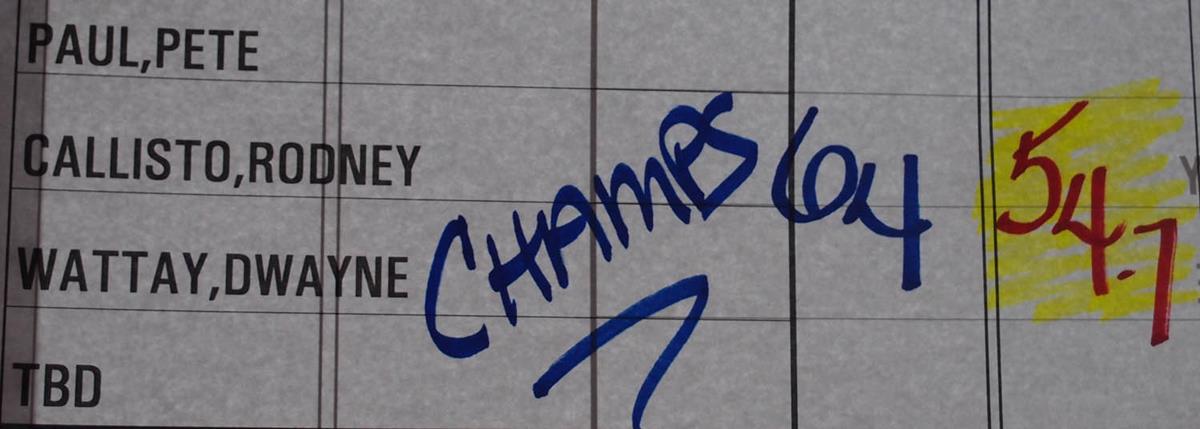 PAUL,PETE
CALLISTO,RODNEY
WATTAY,DWAYNE
TBD
CHAMPS
64
54.7